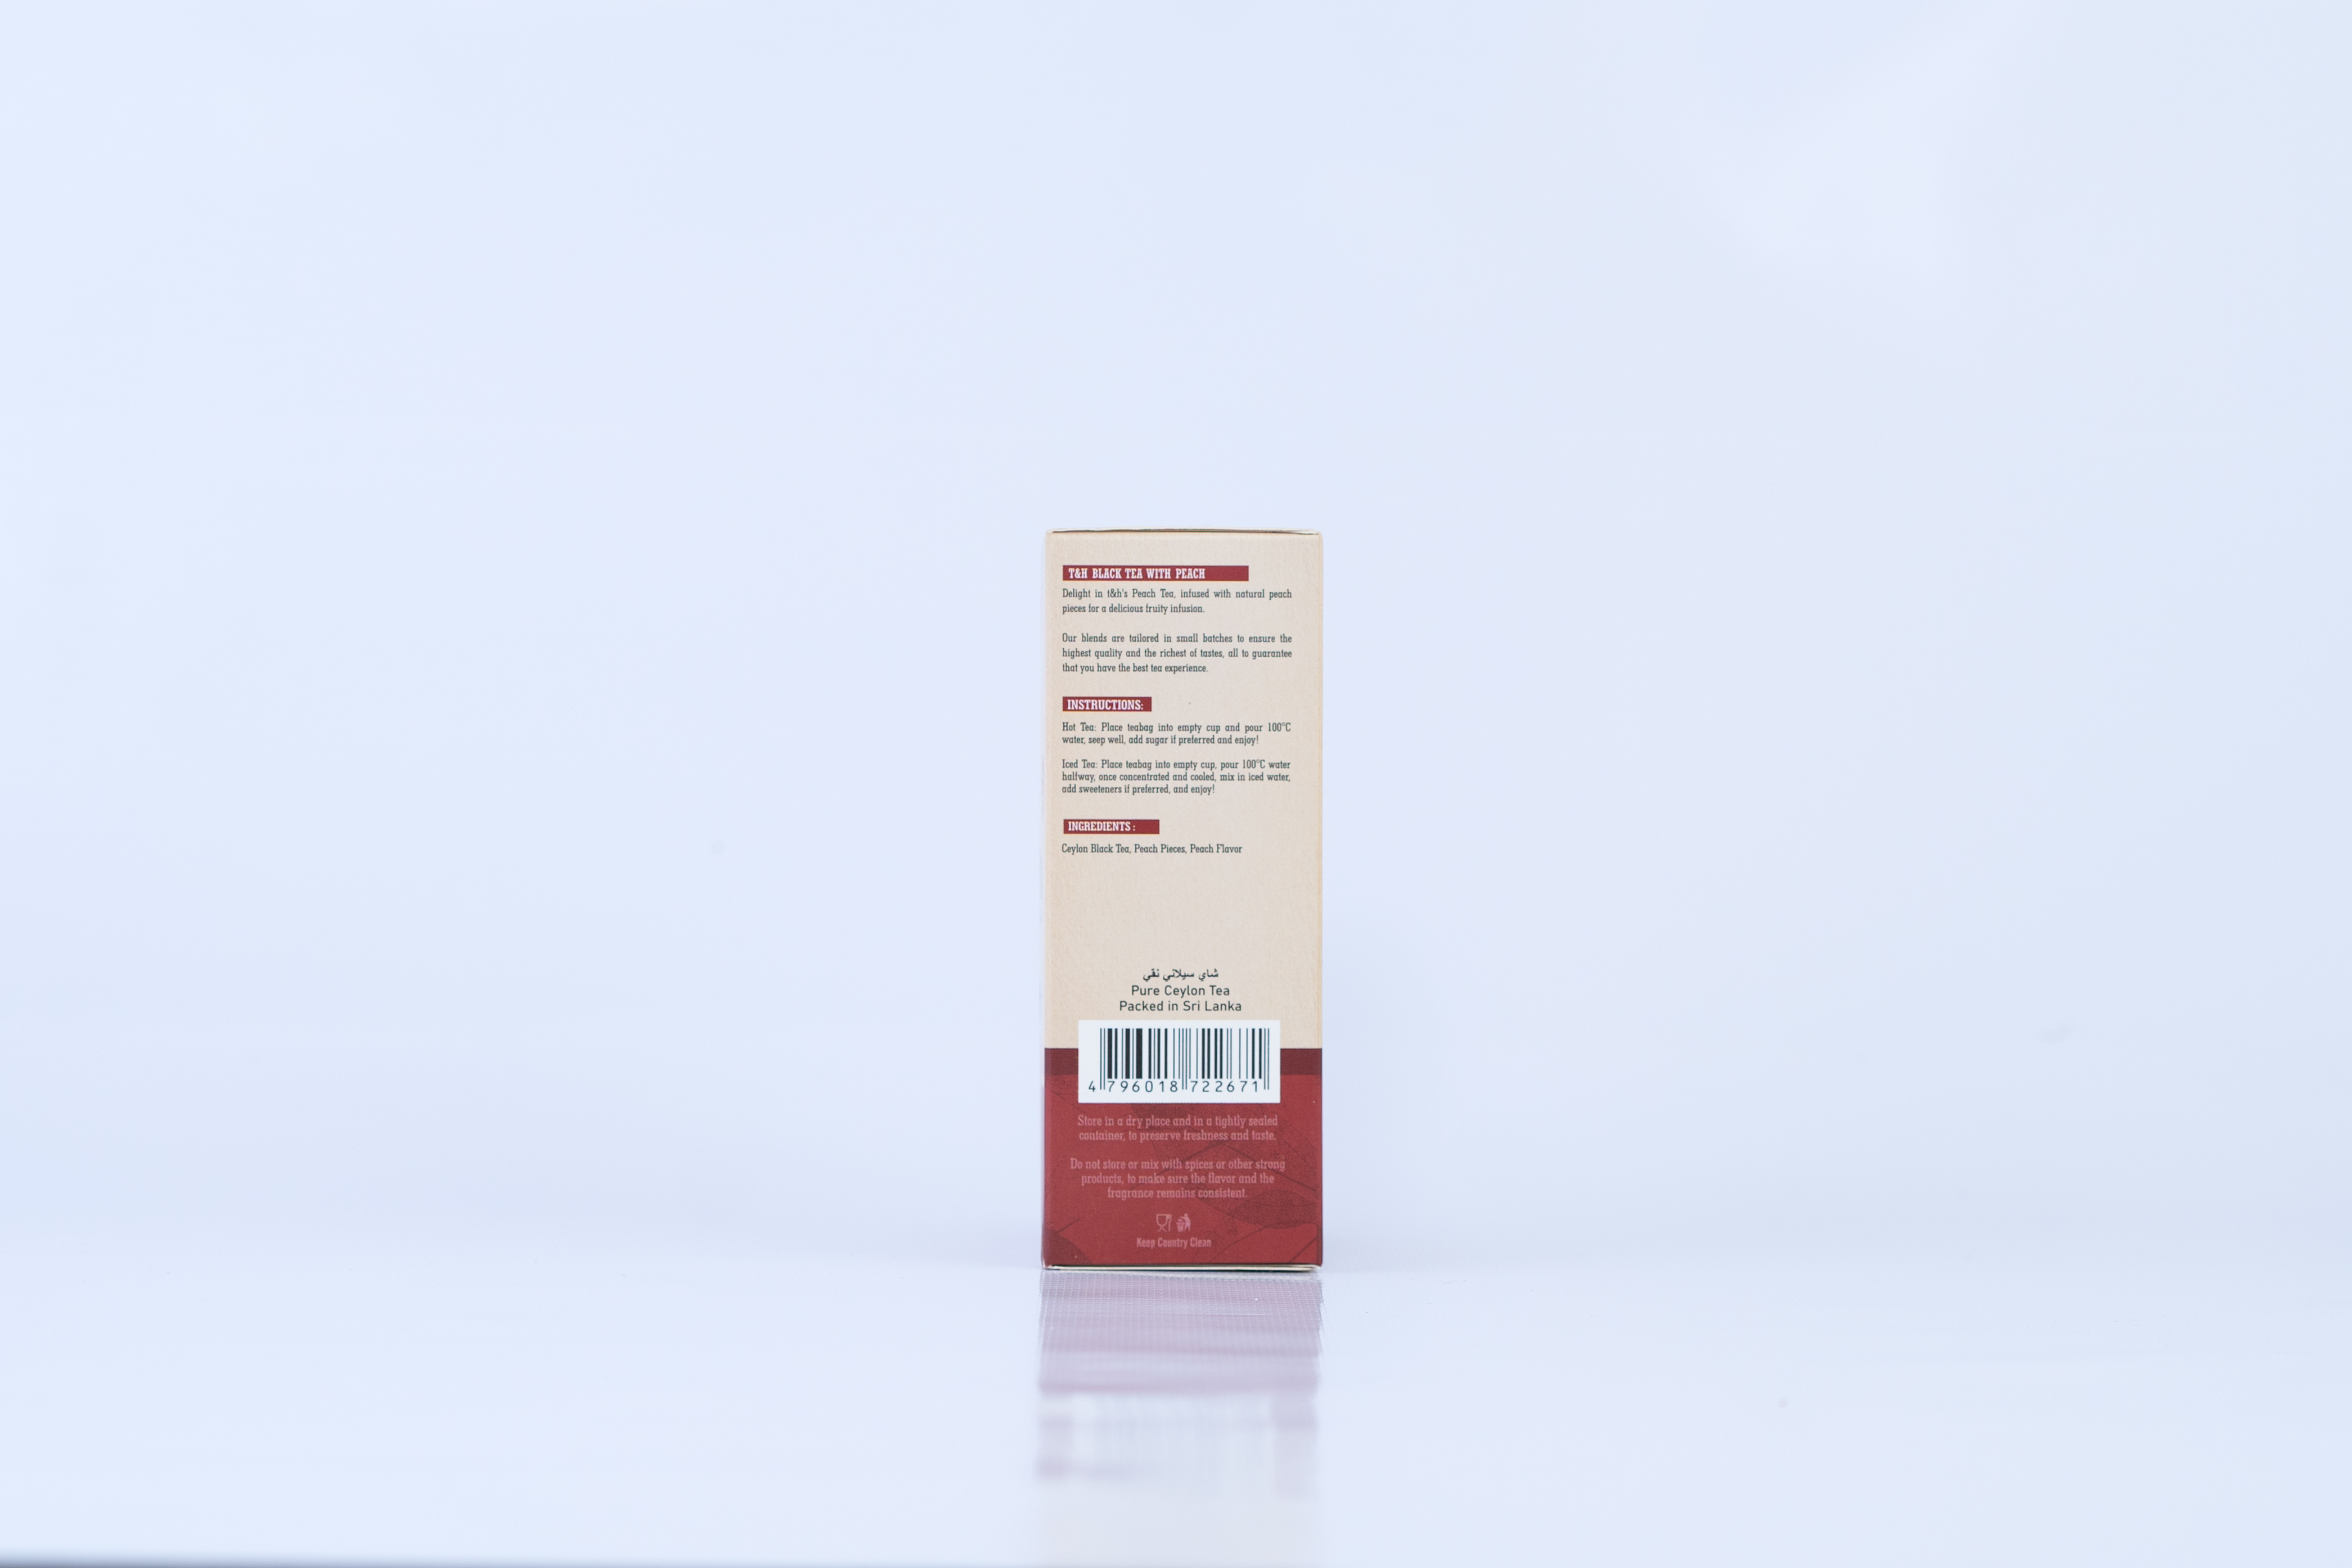 T&H BLACK TEA WITH PEACH
Delight in t&h's Peach Tea, infused with natural peach
pieces for a delicious fruity infusion.
Our blends are tailored in small batches to ensure the
highest quality and the richest of tastes, all to guarantee
that you have the best tea experience.
INSTRUCTIONS:
Hot Tea: Place teabag into empty cup and pour 100°C
water, seep well, add sugar if preferred and enjoy!
Iced Tea: Place teabag into empty cup, pour 100°C water
halfway, once concentrated and cooled, mix in iced water,
add sweeteners if preferred, and enjoy!
INGREDIENTS :
Ceylon Black Tea, Peach Pieces, Peach Flavor
شاي سيلاني نقي
Pure Ceylon Tea
Packed in Sri Lanka
4 796018 722671
Store in a dry place and in a tightly sealed
container, to preserve freshness and taste.
Do not store or mix with spices or other strong
products, to make sure the flavor and the
fragrance remains consistent.
Keep Country Clean